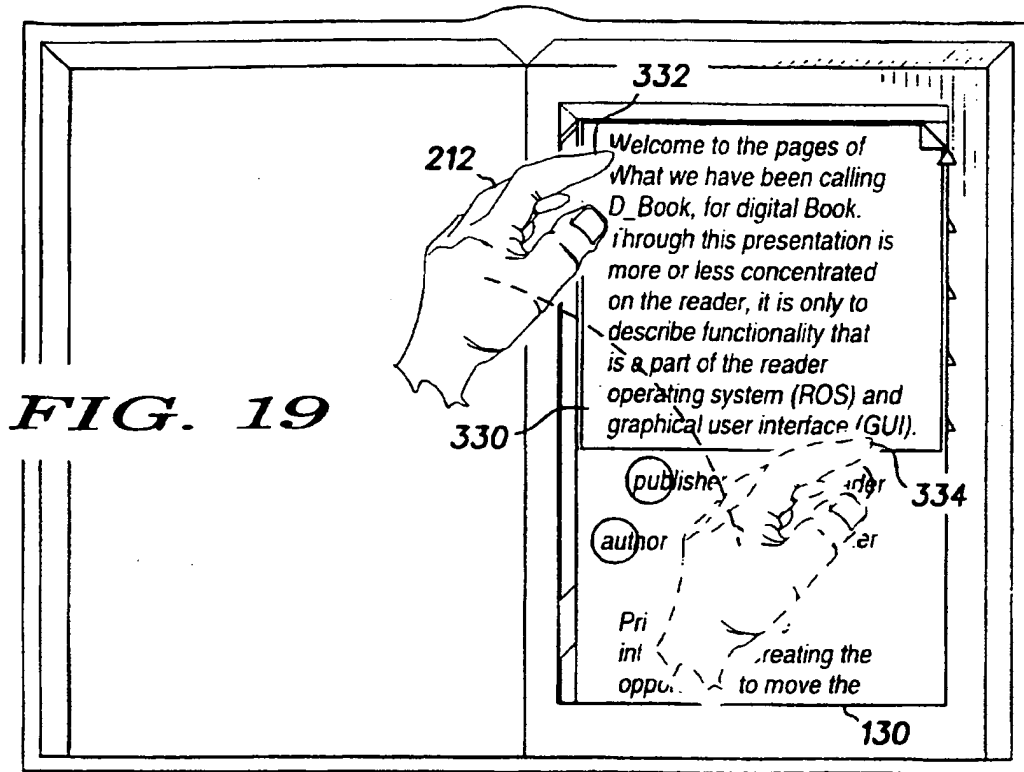 332
212
Welcome to the pages of
What we have been calling
D_Book, for digital Book.
Through this presentation is
more or less concentrated
on the reader, it is only to
describe functionality that
is a part of the reader
operating system (ROS) and
graphical user interface (GUI).
FIG. 19
330
334
publisher
author
to move the
130